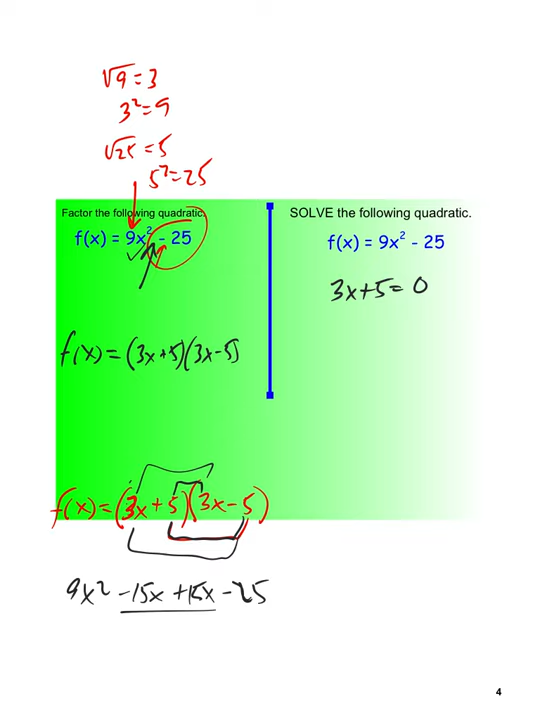 √9 = 3
3² = 9
√25 = 5
5² = 25
Factor the following quadratic.
f(x) = 9x² - 25
f(x) = (3x+5)(3x-5)
SOLVE the following quadratic.
f(x) = 9x² - 25
3x+5 = 0
f(x) = (3x + 5)(3x - 5)
9x² - 15x + 15x - 25
4